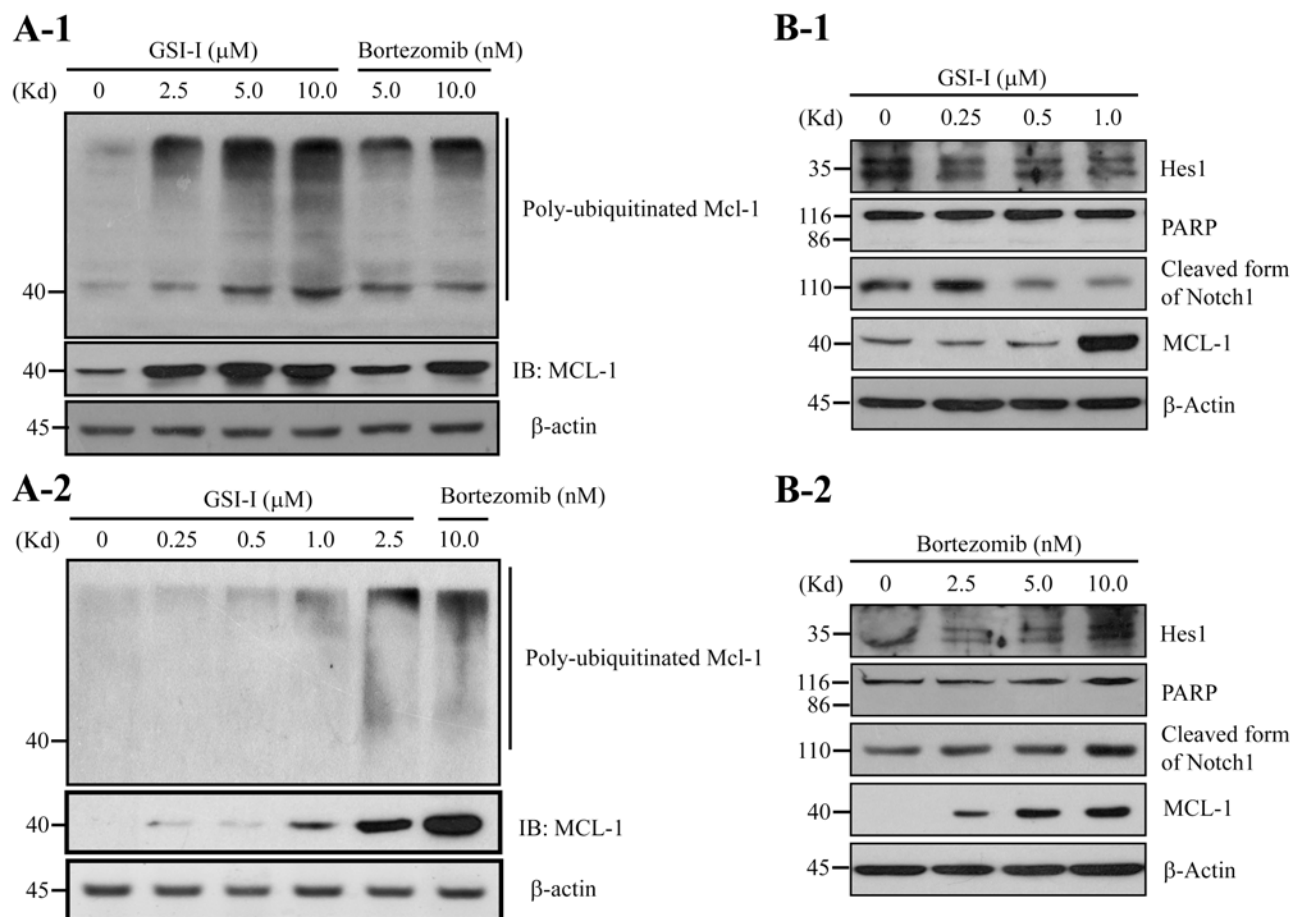 A-1
GSI-I (μM) Bortezomib (nM)
(Kd) 0 2.5 5.0 10.0 5.0 10.0
Poly-ubiquitinated Mcl-1
40
40 IB: MCL-1
45 β-actin
A-2
GSI-I (μM) Bortezomib (nM)
(Kd) 0 0.25 0.5 1.0 2.5 10.0
Poly-ubiquitinated Mcl-1
40
40 IB: MCL-1
45 β-actin
B-1
GSI-I (μM)
(Kd) 0 0.25 0.5 1.0
35 Hes1
116 PARP
86
Cleaved form
110 of Notch1
40 MCL-1
45 β-Actin
B-2
Bortezomib (nM)
(Kd) 0 2.5 5.0 10.0
35 Hes1
116 PARP
86
Cleaved form
110 of Notch1
40 MCL-1
45 β-Actin